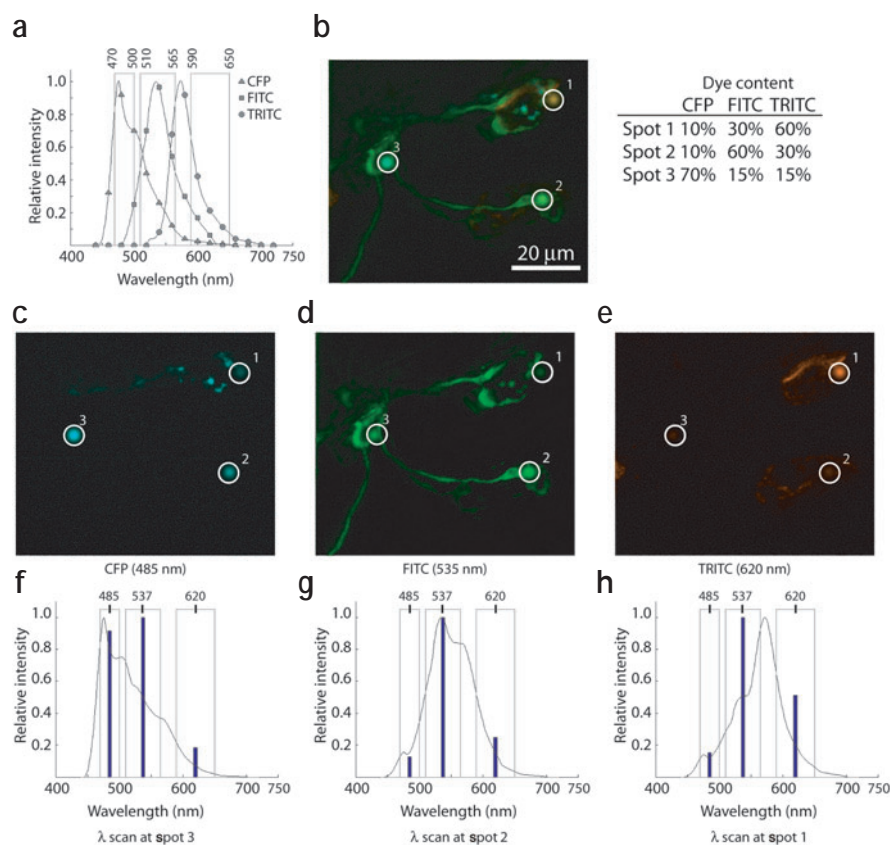 a
470 500 510 565 590 650
CFP
FITC
TRITC
1.0
0.8
0.6
0.4
0.2
Relative intensity
400 500 600 750
Wavelength (nm)
b
1
3
2
20 µm
Dye content
CFP FITC TRITC
Spot 1 10% 30% 60%
Spot 2 10% 60% 30%
Spot 3 70% 15% 15%
c
1
3
2
CFP (485 nm)
d
1
3
2
FITC (535 nm)
e
1
3
2
TRITC (620 nm)
f
485 537 620
1.0
0.8
0.6
0.4
0.2
Relative intensity
400 500 600 700 750
Wavelength (nm)
λ scan at spot 3
g
485 537 620
1.0
0.8
0.6
0.4
0.2
Relative intensity
400 500 600 700 750
Wavelength (nm)
λ scan at spot 2
h
485 537 620
1.0
0.8
0.6
0.4
0.2
Relative intensity
400 500 600 700 750
Wavelength (nm)
λ scan at spot 1